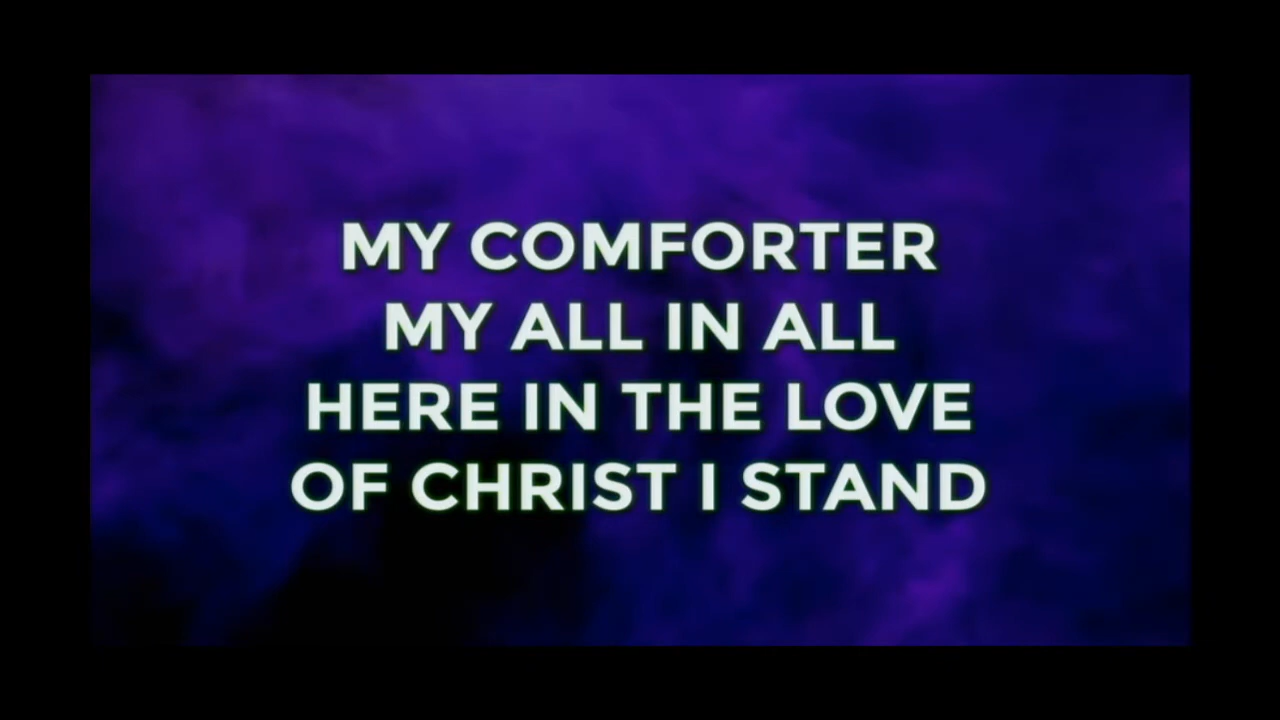 MY COMFORTER
MY ALL IN ALL
HERE IN THE LOVE
OF CHRIST I STAND